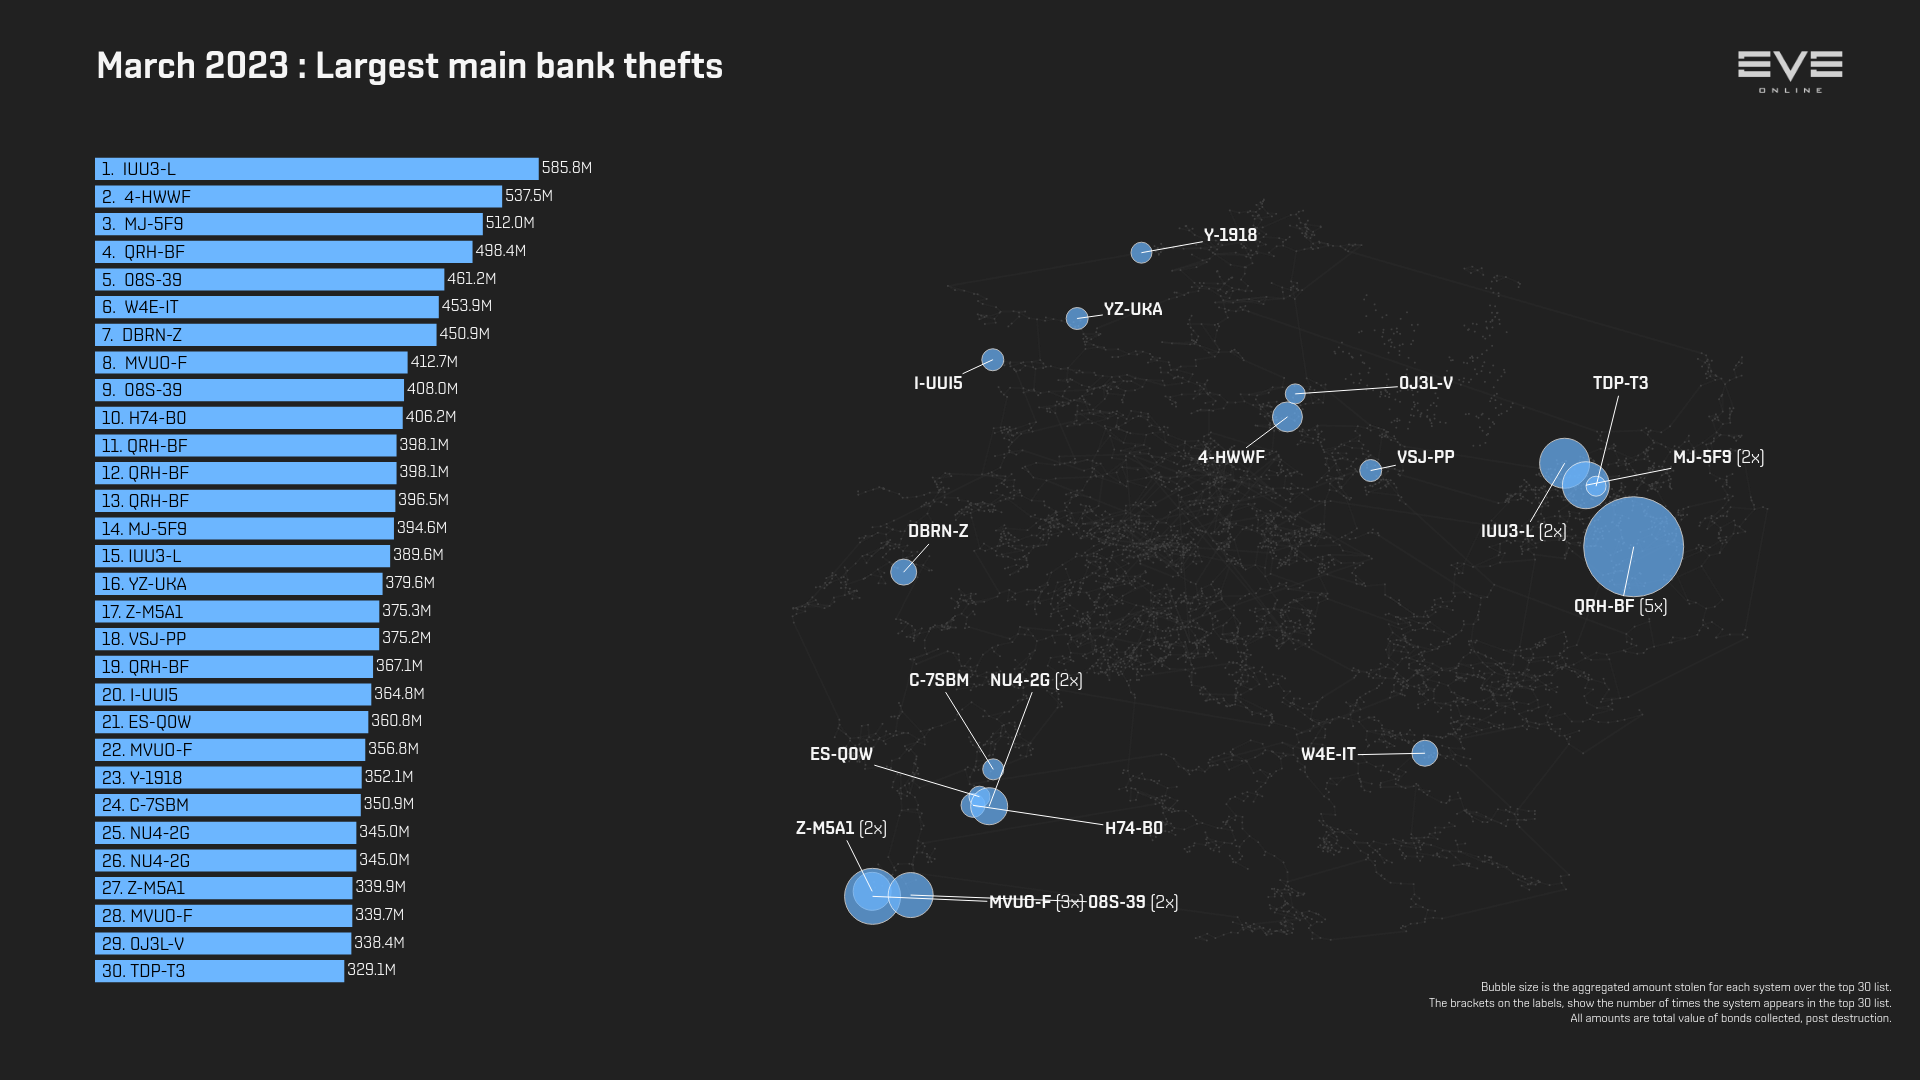 March 2023 : Largest main bank thefts
EVE
ONLINE
1. IUU3-L 585.8M
2. 4-HWWF 537.5M
3. MJ-5F9 512.0M
4. QRH-BF 498.4M
5. 08S-39 461.2M
6. W4E-IT 453.9M
7. DBRN-Z 450.9M
8. MVUO-F 412.7M
9. 08S-39 408.0M
10. H74-B0 406.2M
11. QRH-BF 398.1M
12. QRH-BF 398.1M
13. QRH-BF 396.5M
14. MJ-5F9 394.6M
15. IUU3-L 389.6M
16. YZ-UKA 379.6M
17. Z-M5A1 375.3M
18. VSJ-PP 375.2M
19. QRH-BF 367.1M
20. I-UUI5 364.8M
21. ES-Q0W 360.8M
22. MVUO-F 356.8M
23. Y-1918 352.1M
24. C-7SBM 350.9M
25. NU4-2G 345.0M
26. NU4-2G 345.0M
27. Z-M5A1 339.9M
28. MVUO-F 339.7M
29. 0J3L-V 338.4M
30. TDP-T3 329.1M
Y-1918
YZ-UKA
I-UUI5
0J3L-V
TDP-T3
4-HWWF
VSJ-PP
MJ-5F9 (2x)
DBRN-Z
IUU3-L (2x)
QRH-BF (5x)
C-7SBM
NU4-2G (2x)
ES-Q0W
W4E-IT
Z-M5A1 (2x)
H74-B0
MVUO-F (3x)
08S-39 (2x)
Bubble size is the aggregated amount stolen for each system over the top 30 list.
The brackets on the labels, show the number of times the system appears in the top 30 list.
All amounts are total value of bonds collected, post destruction.